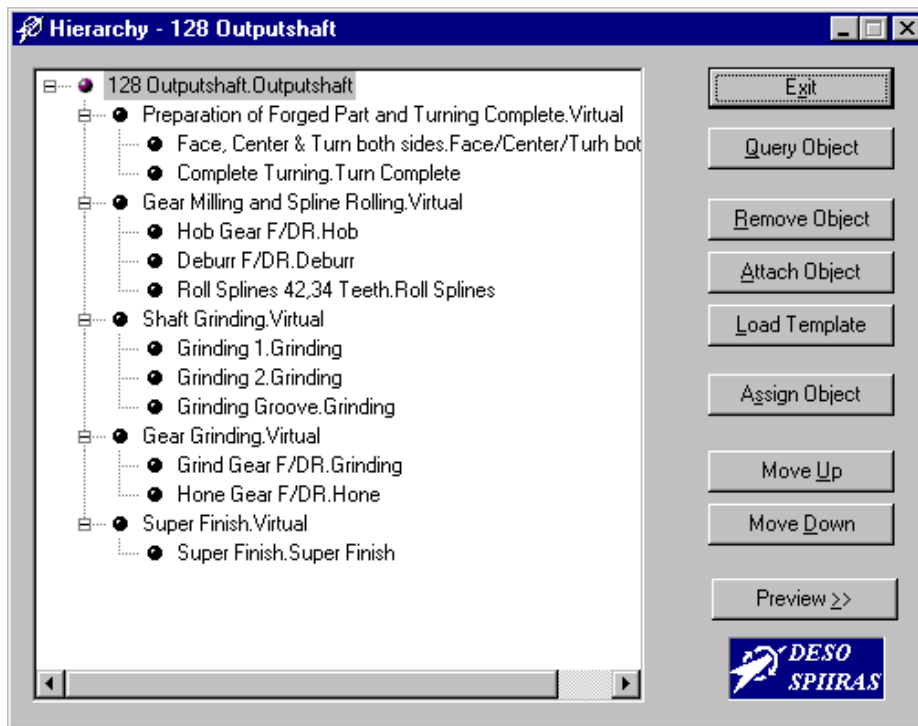 Hierarchy - 128 Outputshaft
128 Outputshaft.Outputshaft
Preparation of Forged Part and Turning Complete.Virtual
Face, Center & Turn both sides.Face/Center/Turh bot
Complete Turning.Turn Complete
Gear Milling and Spline Rolling.Virtual
Hob Gear F/DR.Hob
Deburr F/DR.Deburr
Roll Splines 42,34 Teeth.Roll Splines
Shaft Grinding.Virtual
Grinding 1.Grinding
Grinding 2.Grinding
Grinding Groove.Grinding
Gear Grinding.Virtual
Grind Gear F/DR.Grinding
Hone Gear F/DR.Hone
Super Finish.Virtual
Super Finish.Super Finish
Exit
Query Object
Remove Object
Attach Object
Load Template
Assign Object
Move Up
Move Down
Preview >>
DESO
SPIIRAS